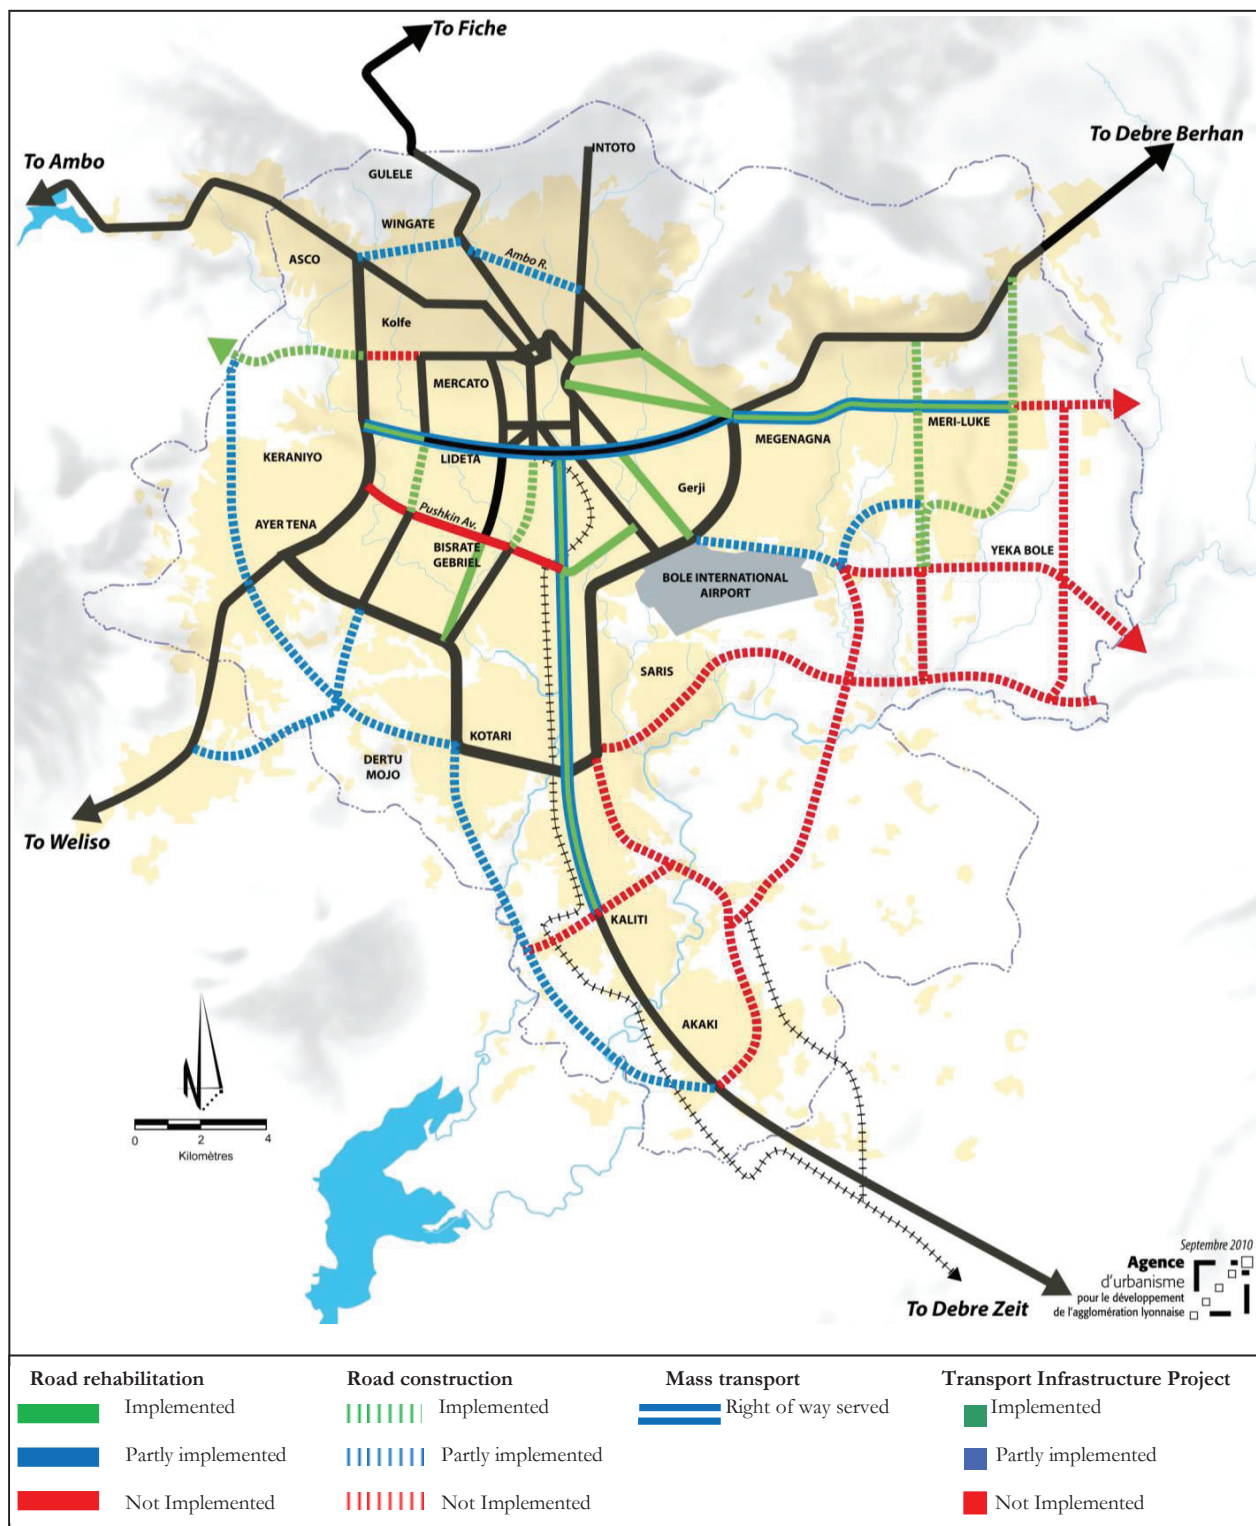 To Fiche
To Debre Berhan
INTOTO
To Ambo
GULELE
WINGATE
ASCO
Ambo R.
Kolfe
MERCATO
MERI-LUKE
MEGENAGNA
KERANIYO
LIDETA
Gerji
Pushkin Av.
AYER TENA
BISRATE
GEBRIEL
YEKA BOLE
BOLE INTERNATIONAL
AIRPORT
SARIS
KOTARI
DERTU
MOJO
To Weliso
KALITI
AKAKI
N
0 2 4
Kilomètres
Septembre 2010
Agence
d'urbanisme
pour le développement
de l'agglomération lyonnaise
To Debre Zeit
Road rehabilitation
Implemented
Partly implemented
Not Implemented
Road construction
Implemented
Partly implemented
Not Implemented
Mass transport
Right of way served
Transport Infrastructure Project
Implemented
Partly implemented
Not Implemented